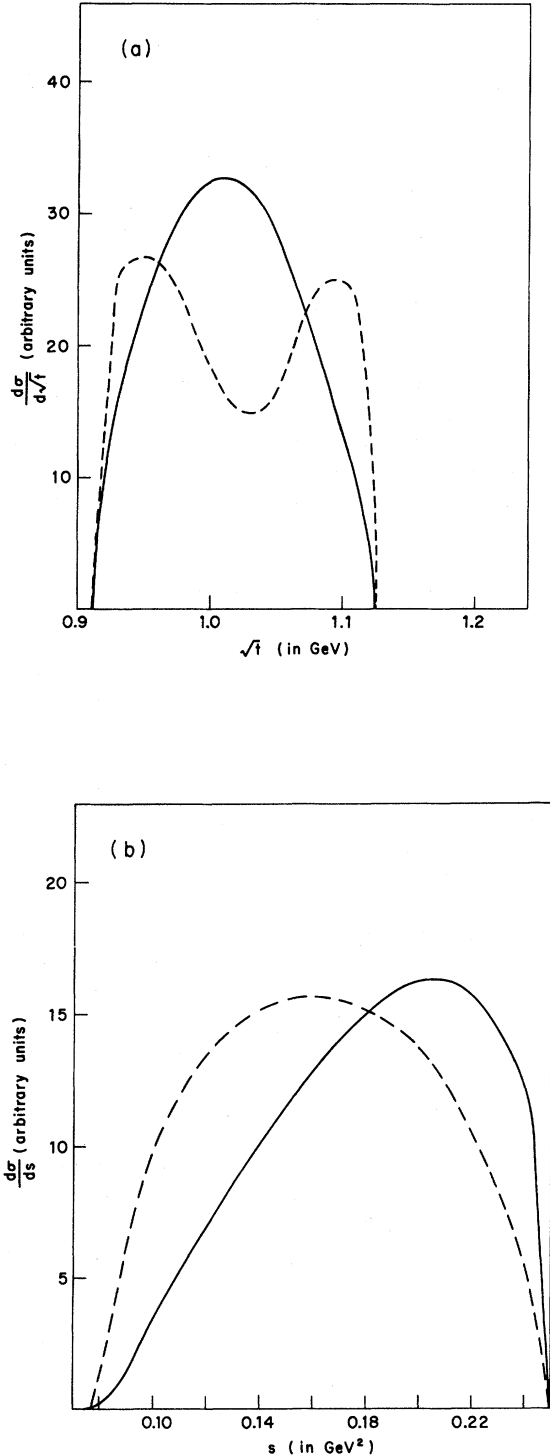 (a)
40
30
20
10
dσ
d√t
(arbitrary units)
0.9 1.0 1.1 1.2
√t (in GeV)
(b)
20
15
10
5
dσ
ds
(arbitrary units)
0.10 0.14 0.18 0.22
s (in GeV²)